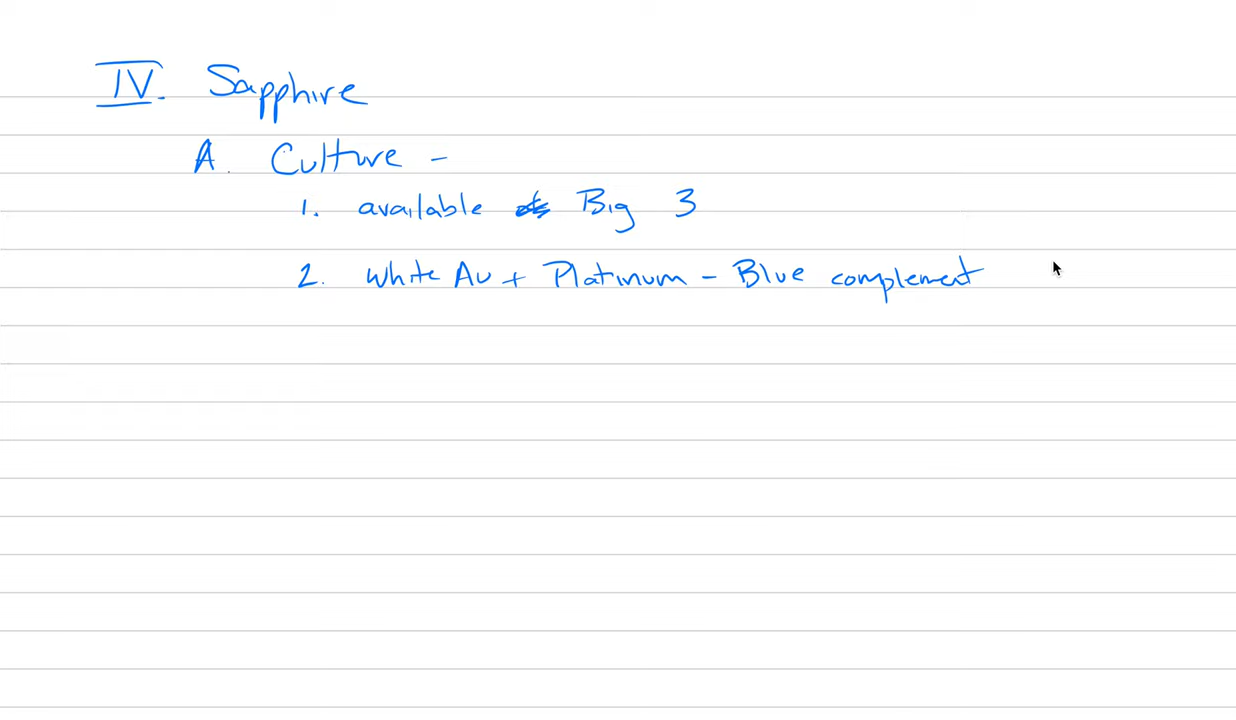 IV. Sapphire
A. Culture -
1. available Big 3
2. White Au + Platinum - Blue complement